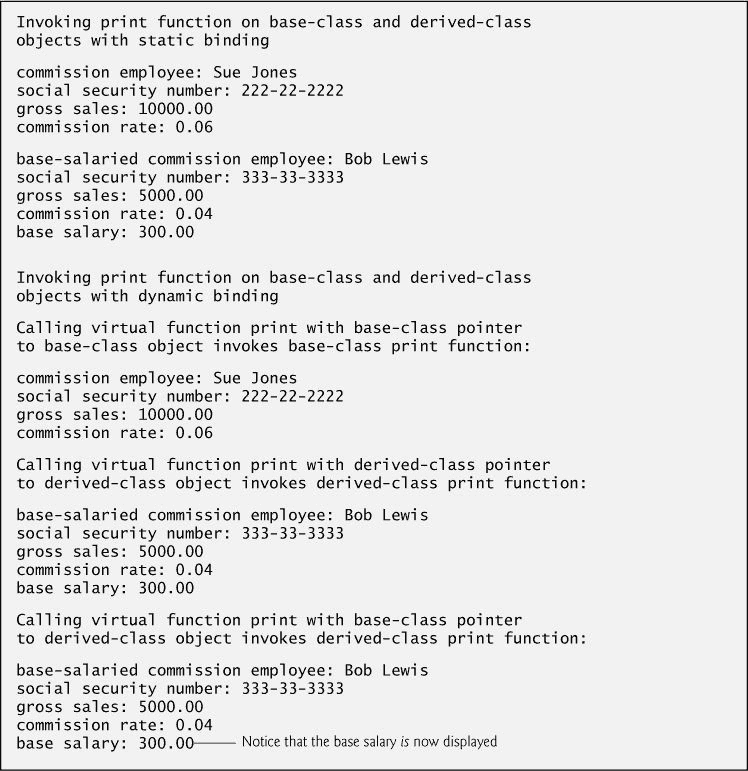 Invoking print function on base-class and derived-class
objects with static binding
commission employee: Sue Jones
social security number: 222-22-2222
gross sales: 10000.00
commission rate: 0.06
base-salaried commission employee: Bob Lewis
social security number: 333-33-3333
gross sales: 5000.00
commission rate: 0.04
base salary: 300.00
Invoking print function on base-class and derived-class
objects with dynamic binding
Calling virtual function print with base-class pointer
to base-class object invokes base-class print function:
commission employee: Sue Jones
social security number: 222-22-2222
gross sales: 10000.00
commission rate: 0.06
Calling virtual function print with derived-class pointer
to derived-class object invokes derived-class print function:
base-salaried commission employee: Bob Lewis
social security number: 333-33-3333
gross sales: 5000.00
commission rate: 0.04
base salary: 300.00
Calling virtual function print with base-class pointer
to derived-class object invokes derived-class print function:
base-salaried commission employee: Bob Lewis
social security number: 333-33-3333
gross sales: 5000.00
commission rate: 0.04
base salary: 300.00 Notice that the base salary is now displayed